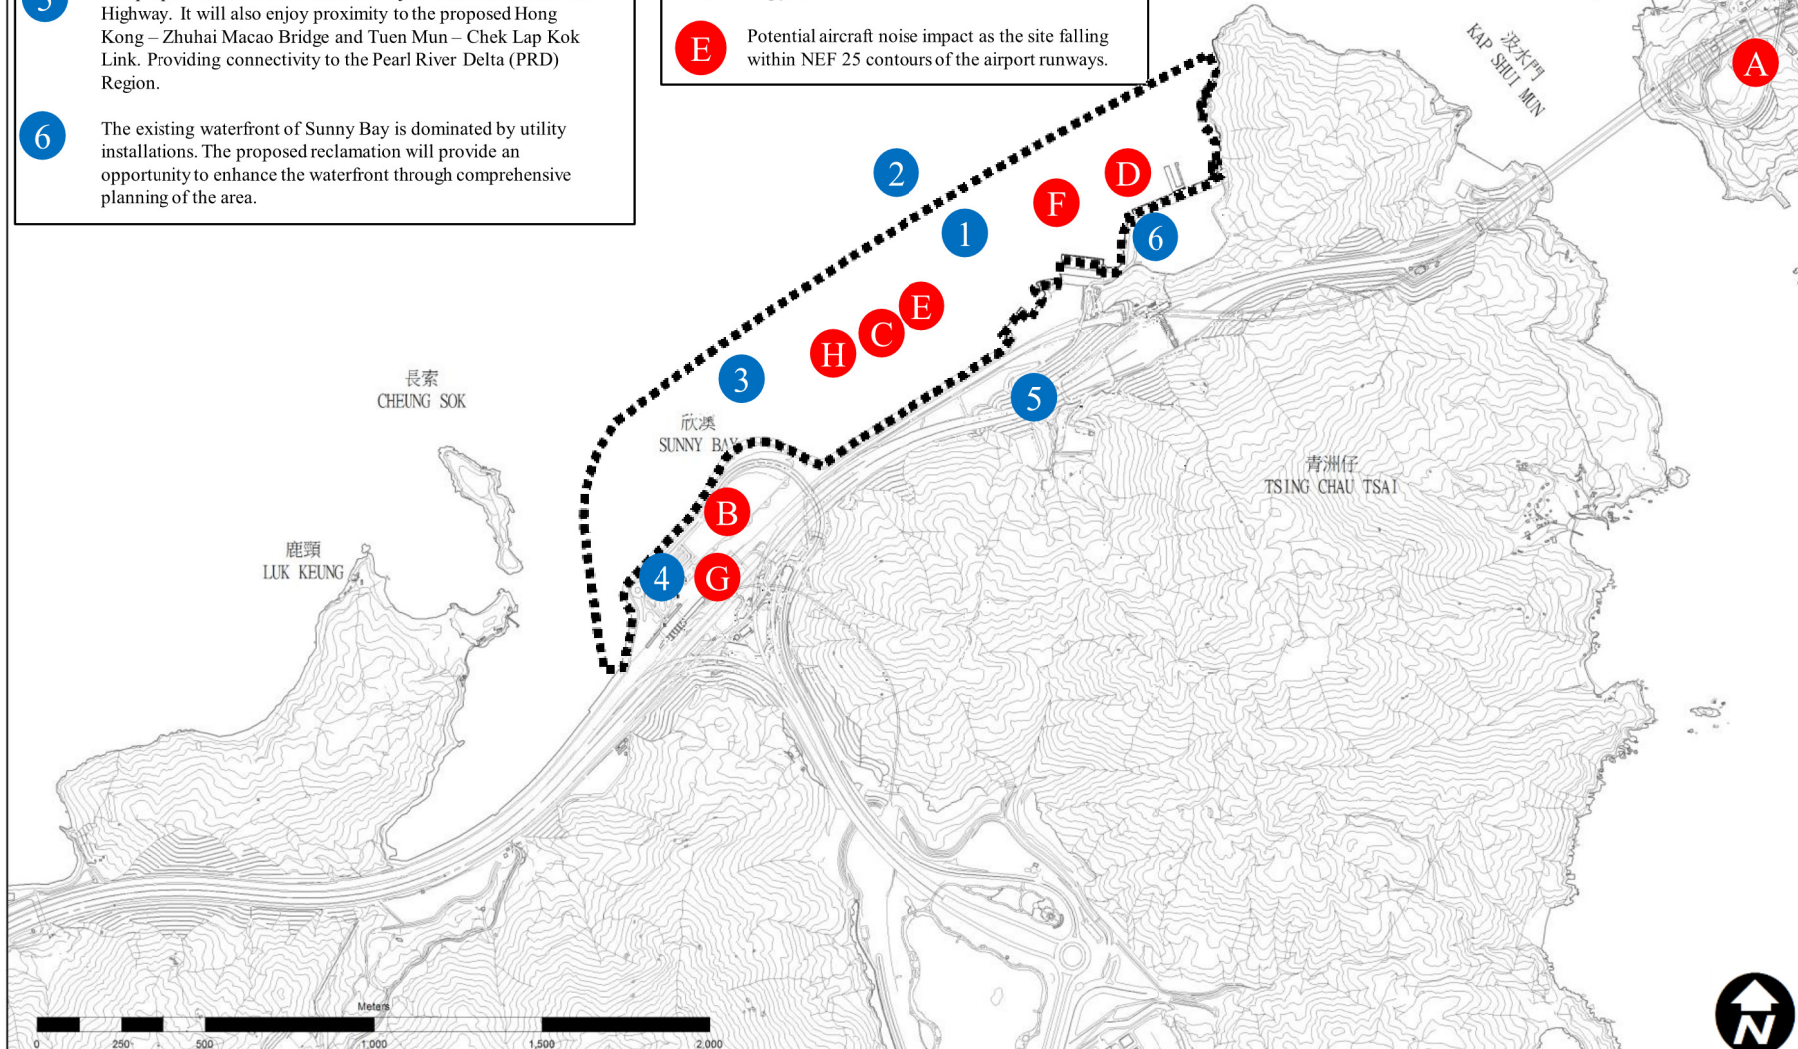 5
Highway. It will also enjoy proximity to the proposed Hong
Kong – Zhuhai Macao Bridge and Tuen Mun – Chek Lap Kok
Link. Providing connectivity to the Pearl River Delta (PRD)
Region.
6
The existing waterfront of Sunny Bay is dominated by utility
installations. The proposed reclamation will provide an
opportunity to enhance the waterfront through comprehensive
planning of the area.
E
Potential aircraft noise impact as the site falling
within NEF 25 contours of the airport runways.
汲水門
KAP SHUI MUN
A
2
D
F
1
6
E
C
H
3
5
長索
CHEUNG SOK
欣澳
SUNNY BAY
青洲仔
TSING CHAU TSAI
B
鹿頸
LUK KEUNG
4
G
Meters
0 250 500 1,000 1,500 2,000
N